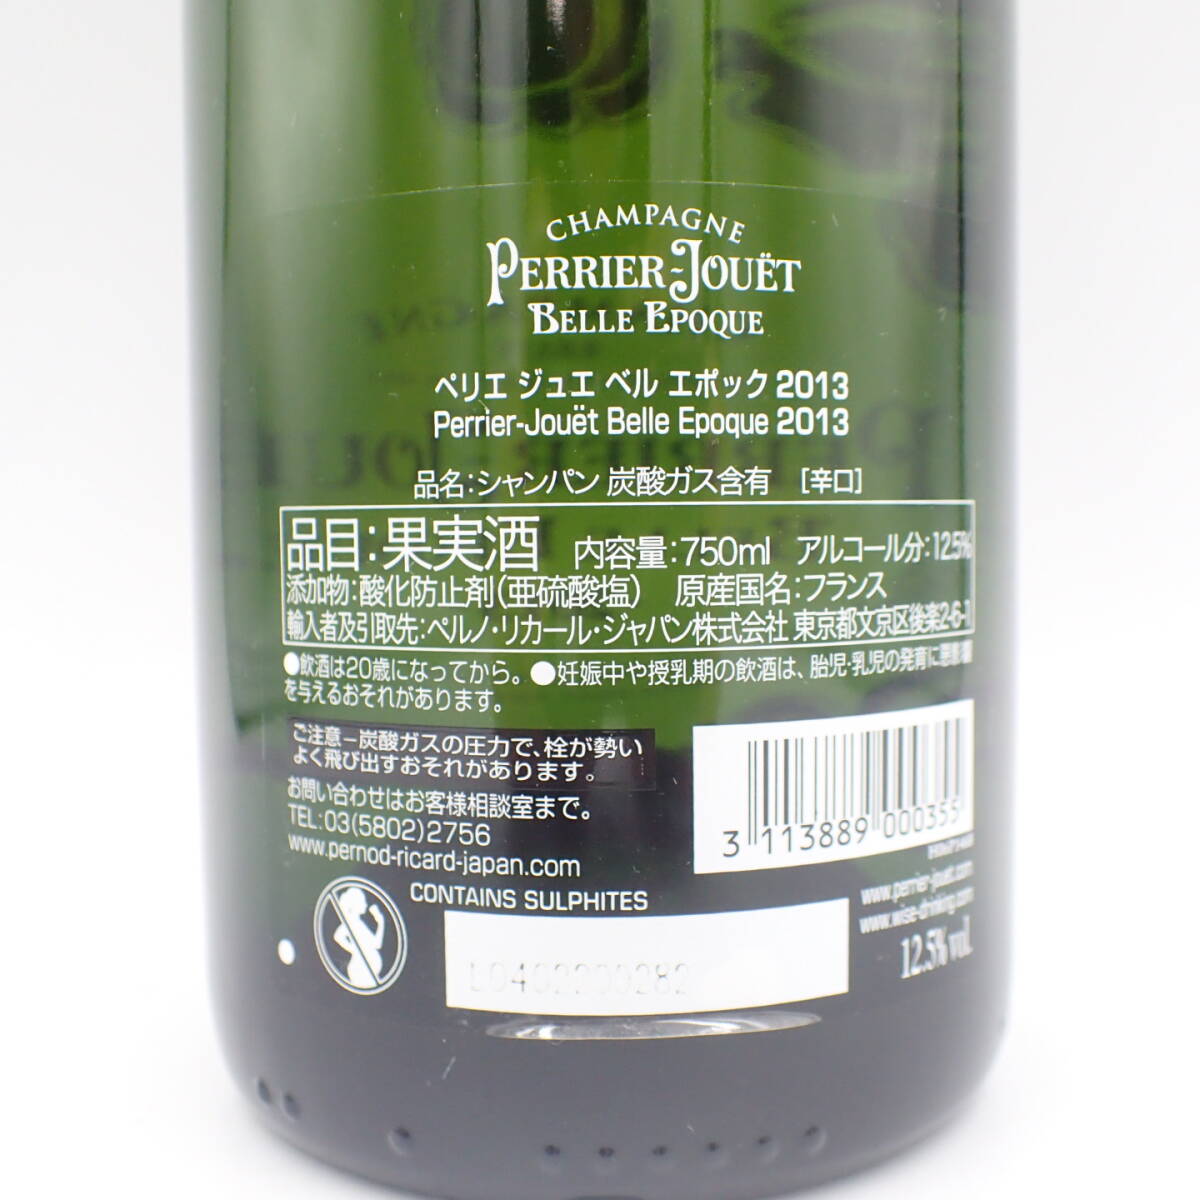 CHAMPAGNE
PERRIER-JOUËT
BELLE EPOQUE
ペリエ ジュエ ベル エポック 2013
Perrier-Jouët Belle Epoque 2013
品名：シャンパン 炭酸ガス含有 [辛口]
品目：果実酒 内容量：750ml アルコール分：12.5%
添加物：酸化防止剤（亜硫酸塩） 原産国名：フランス
輸入者及引取先：ペルノ・リカール・ジャパン株式会社 東京都文京区後楽2-6-1
●飲酒は20歳になってから。●妊娠中や授乳期の飲酒は、胎児・乳児の発育に悪影響
を与えるおそれがあります。
ご注意－炭酸ガスの圧力で、栓が勢い
よく飛び出すおそれがあります。
お問い合わせはお客様相談室まで。
TEL:03(5802)2756
www.pernod-ricard-japan.com
3 113889 000355
www.perrier-jouet.com
www.wise-drinking.com
12.5% vol.
CONTAINS SULPHITES